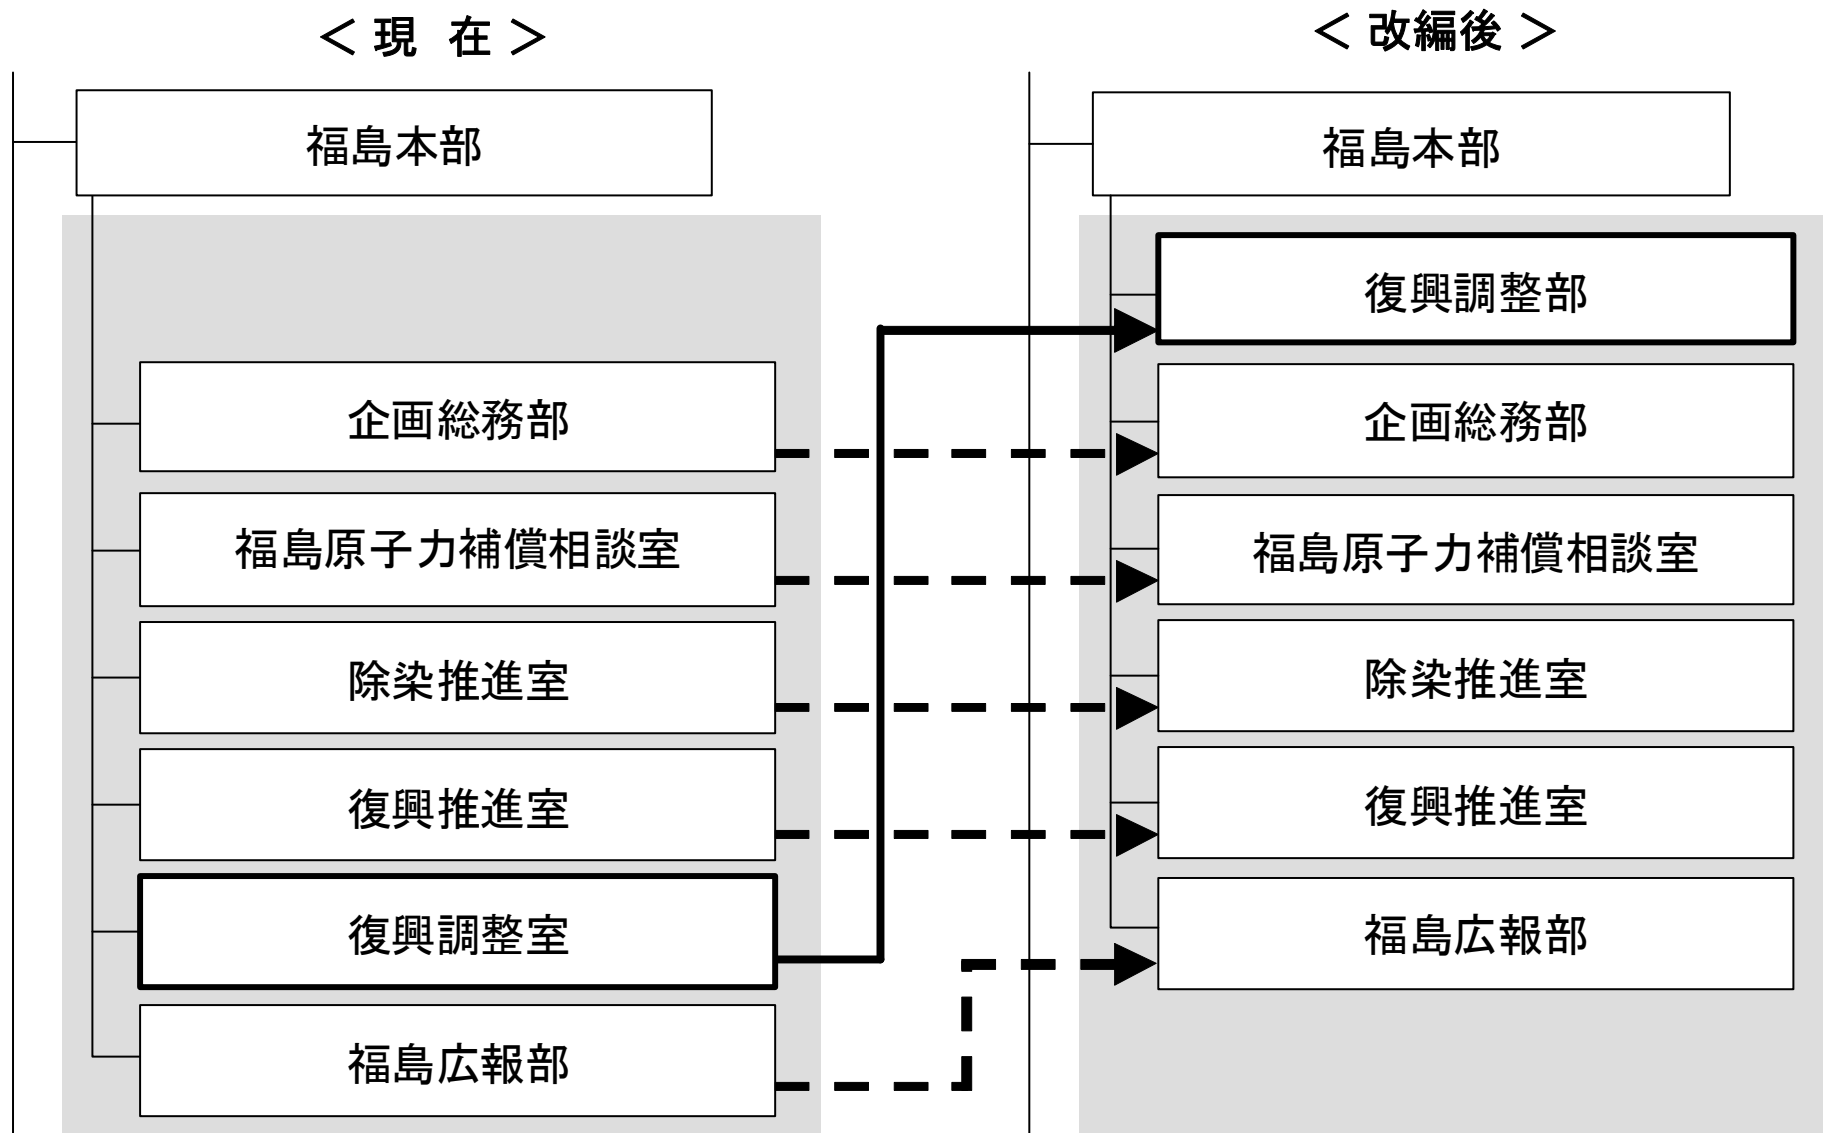 ＜ 現 在 ＞
福島本部
企画総務部
福島原子力補償相談室
除染推進室
復興推進室
復興調整室
福島広報部
＜ 改編後 ＞
福島本部
復興調整部
企画総務部
福島原子力補償相談室
除染推進室
復興推進室
福島広報部